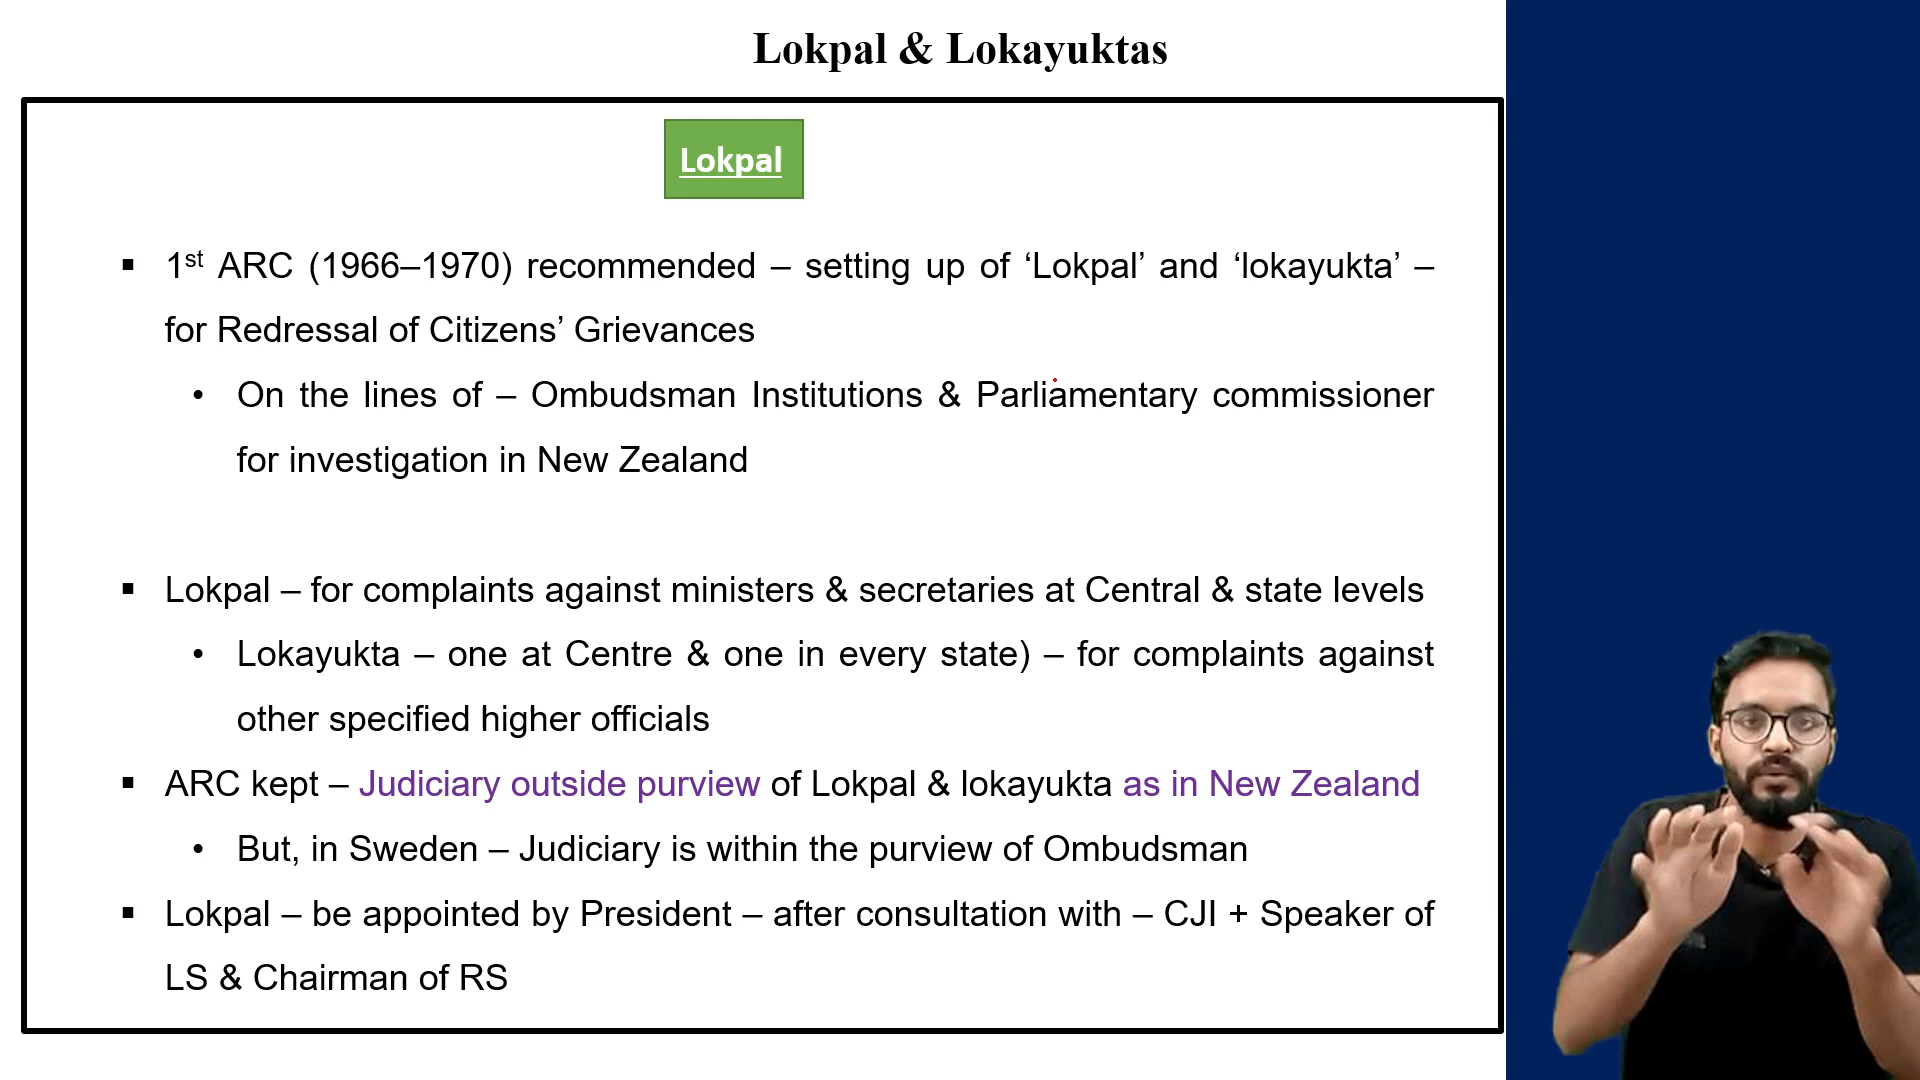 Lokpal & Lokayuktas
Lokpal
▪ 1st ARC (1966–1970) recommended – setting up of ‘Lokpal’ and ‘lokayukta’ –
for Redressal of Citizens’ Grievances
• On the lines of – Ombudsman Institutions & Parliamentary commissioner
for investigation in New Zealand
▪ Lokpal – for complaints against ministers & secretaries at Central & state levels
• Lokayukta – one at Centre & one in every state) – for complaints against
other specified higher officials
▪ ARC kept – Judiciary outside purview of Lokpal & lokayukta as in New Zealand
• But, in Sweden – Judiciary is within the purview of Ombudsman
▪ Lokpal – be appointed by President – after consultation with – CJI + Speaker of
LS & Chairman of RS